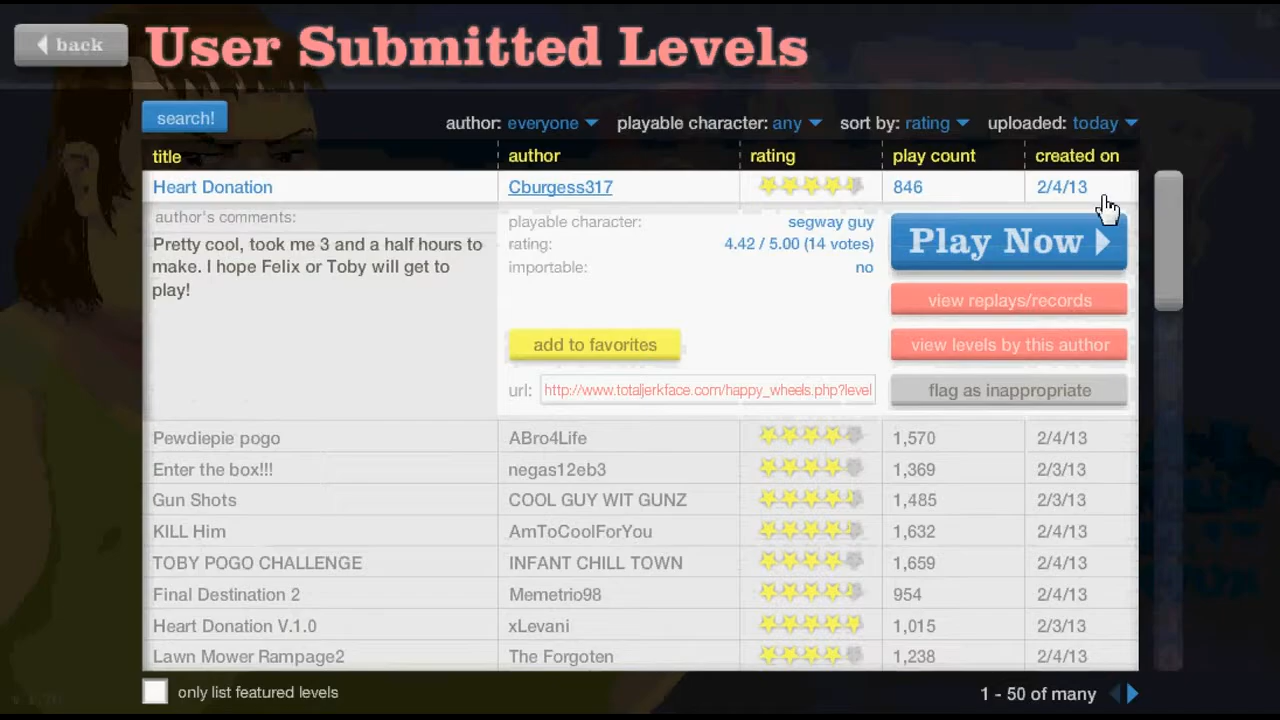 back
User Submitted Levels
search!
author: everyone playable character: any sort by: rating uploaded: today
title author rating play count created on
Heart Donation Cburgess317 846 2/4/13
author's comments:
Pretty cool, took me 3 and a half hours to
make. I hope Felix or Toby will get to
play!
playable character: segway guy
rating: 4.42 / 5.00 (14 votes)
importable: no
add to favorites
url: http://www.totaljerkface.com/happy_wheels.php?level
Play Now
view replays/records
view levels by this author
flag as inappropriate
Pewdiepie pogo ABro4Life 1,570 2/4/13
Enter the box!!! negas12eb3 1,369 2/3/13
Gun Shots COOL GUY WIT GUNZ 1,485 2/3/13
KILL Him AmToCoolForYou 1,632 2/4/13
TOBY POGO CHALLENGE INFANT CHILL TOWN 1,659 2/4/13
Final Destination 2 Memetrio98 954 2/4/13
Heart Donation V.1.0 xLevani 1,015 2/3/13
Lawn Mower Rampage2 The Forgoten 1,238 2/4/13
only list featured levels
1 - 50 of many